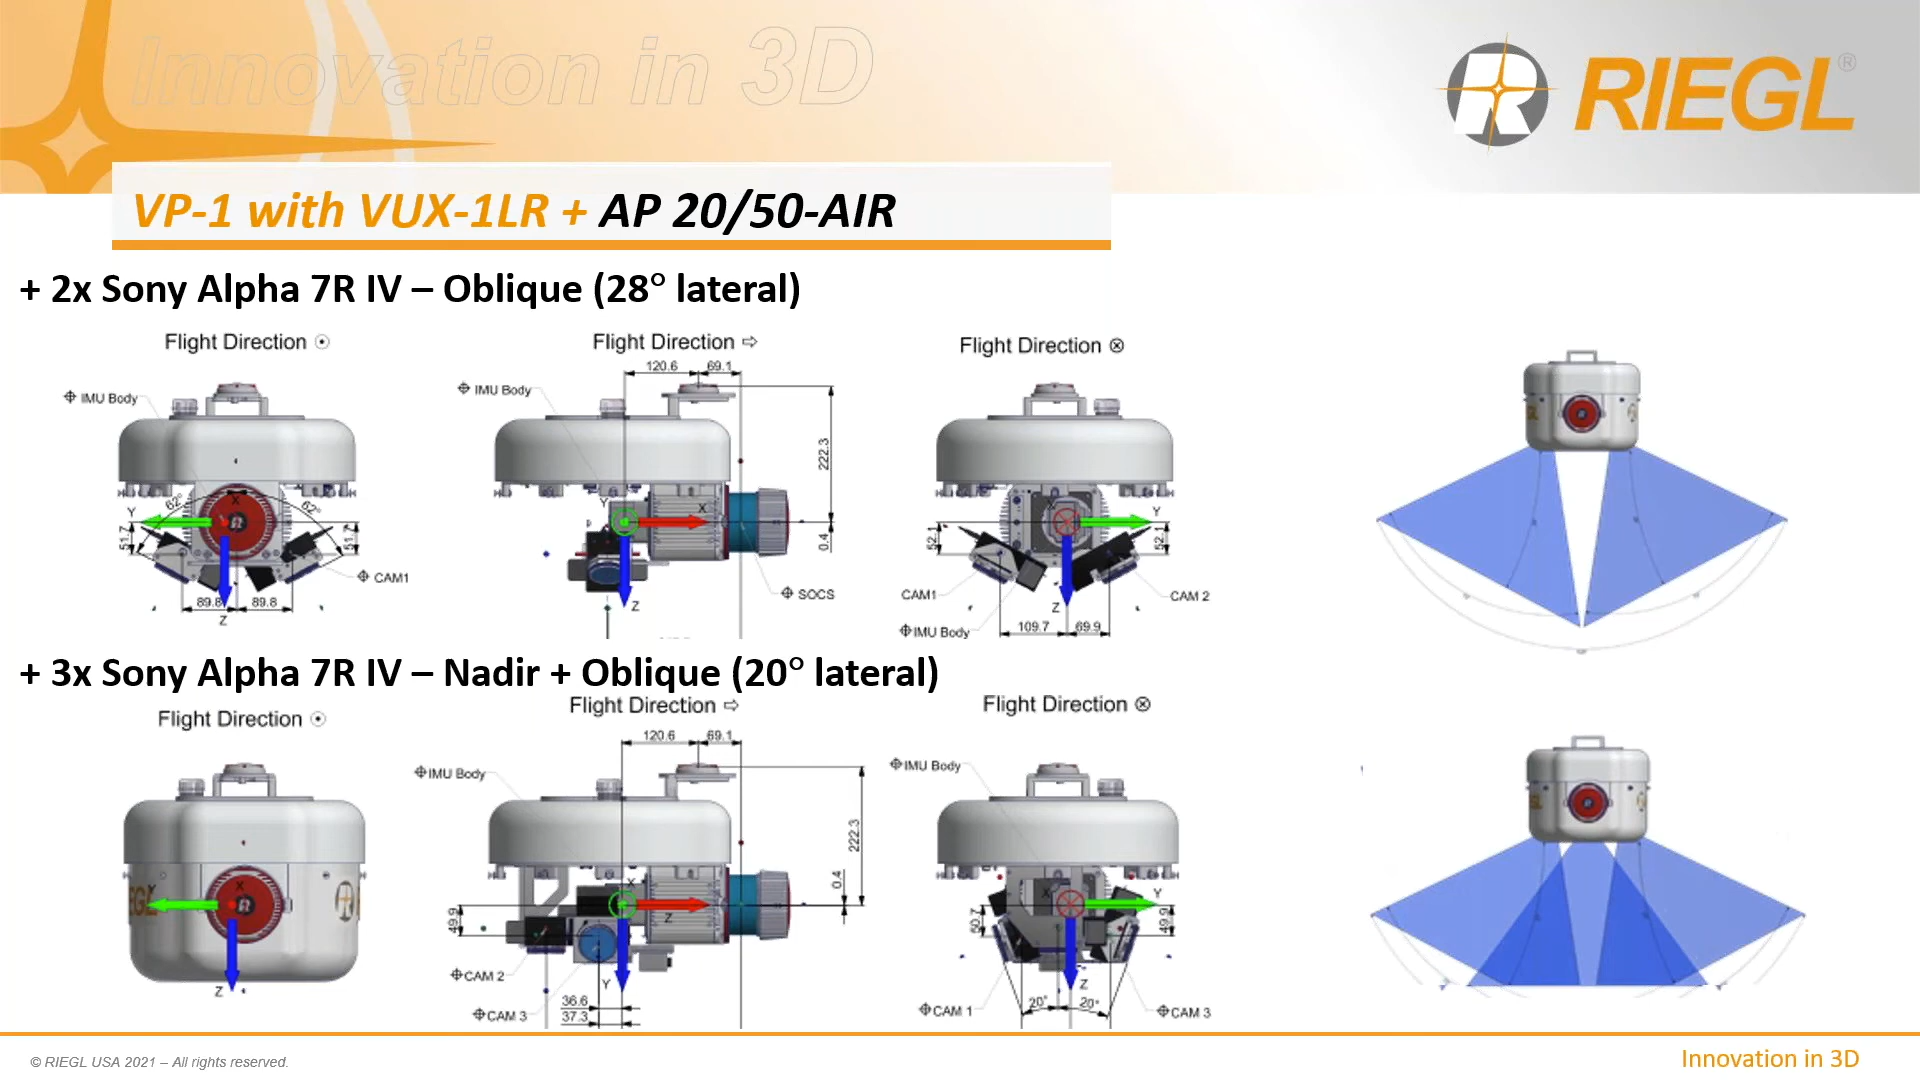 Innovation in 3D
RIEGL®
VP-1 with VUX-1LR + AP 20/50-AIR
+ 2x Sony Alpha 7R IV – Oblique (28° lateral)
Flight Direction
IMU Body
62°
62°
X
Y
51.7
51.7
CAM1
89.8
89.8
Z
Flight Direction
120.6
69.1
IMU Body
222.3
Y
X
0.4
SOCS
Z
Flight Direction
X
Y
52.1
52.1
CAM1
CAM 2
Z
IMU Body
109.7
69.9
+ 3x Sony Alpha 7R IV – Nadir + Oblique (20° lateral)
Flight Direction
X
Y
RIEGL
Z
Flight Direction
120.6
69.1
IMU Body
222.3
0.4
X
Z
49.9
CAM 2
Y
36.6
CAM 3
37.3
Flight Direction
IMU Body
X
Y
50.7
49.9
Z
20°
20°
CAM 1
CAM 3
© RIEGL USA 2021 – All rights reserved.
Innovation in 3D